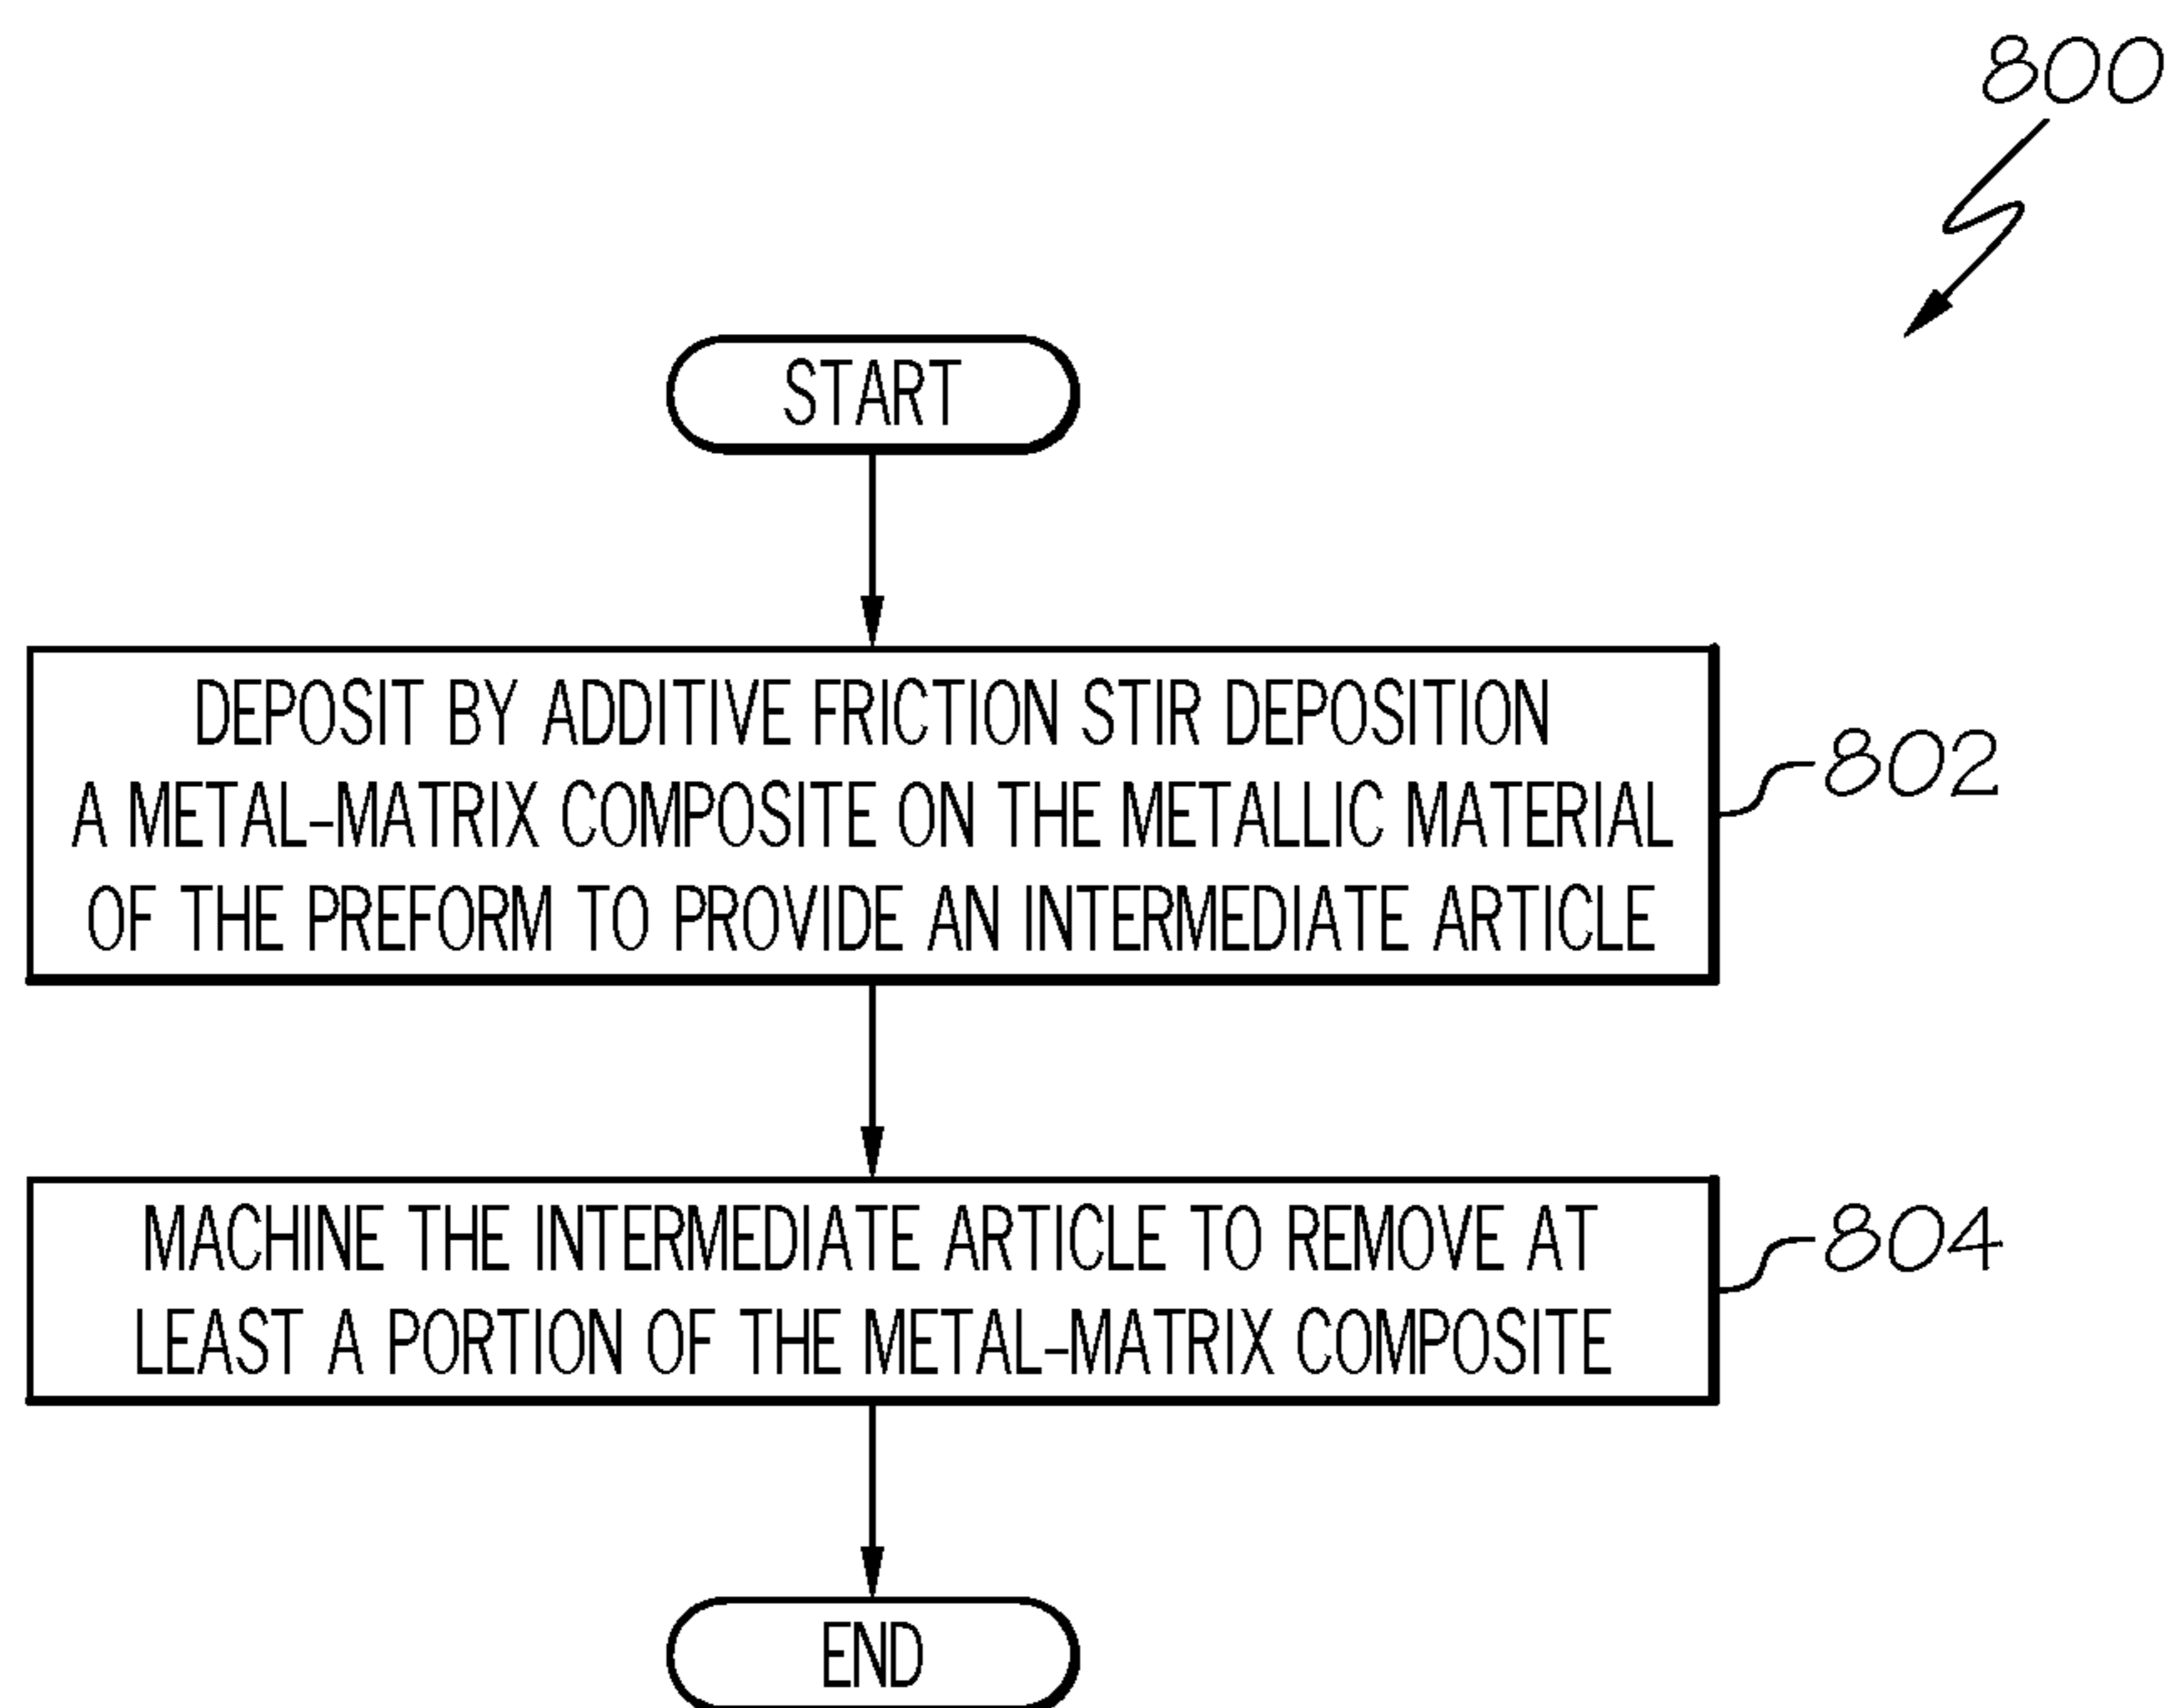 800
START
DEPOSIT BY ADDITIVE FRICTION STIR DEPOSITION
A METAL-MATRIX COMPOSITE ON THE METALLIC MATERIAL
OF THE PREFORM TO PROVIDE AN INTERMEDIATE ARTICLE
802
MACHINE THE INTERMEDIATE ARTICLE TO REMOVE AT
LEAST A PORTION OF THE METAL-MATRIX COMPOSITE
804
END